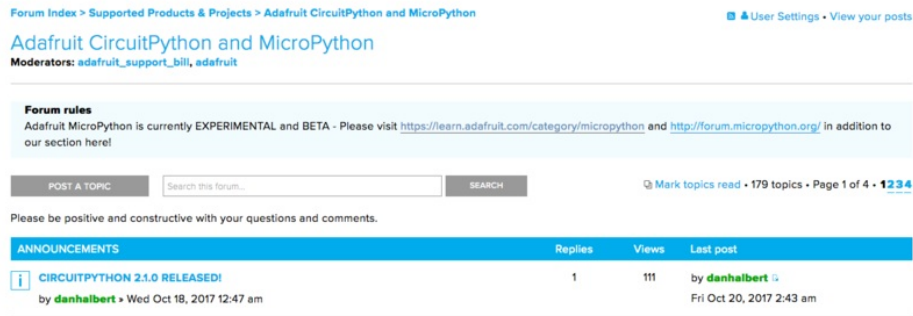 Forum Index > Supported Products & Projects > Adafruit CircuitPython and MicroPython
User Settings • View your posts
Adafruit CircuitPython and MicroPython
Moderators: adafruit_support_bill, adafruit
Forum rules
Adafruit MicroPython is currently EXPERIMENTAL and BETA - Please visit https://learn.adafruit.com/category/micropython and http://forum.micropython.org/ in addition to
our section here!
POST A TOPIC
Search this forum...
SEARCH
Mark topics read • 179 topics • Page 1 of 4 • 1 2 3 4
Please be positive and constructive with your questions and comments.
ANNOUNCEMENTS Replies Views Last post
i CIRCUITPYTHON 2.1.0 RELEASED! 1 111 by danhalbert
by danhalbert » Wed Oct 18, 2017 12:47 am Fri Oct 20, 2017 2:43 am